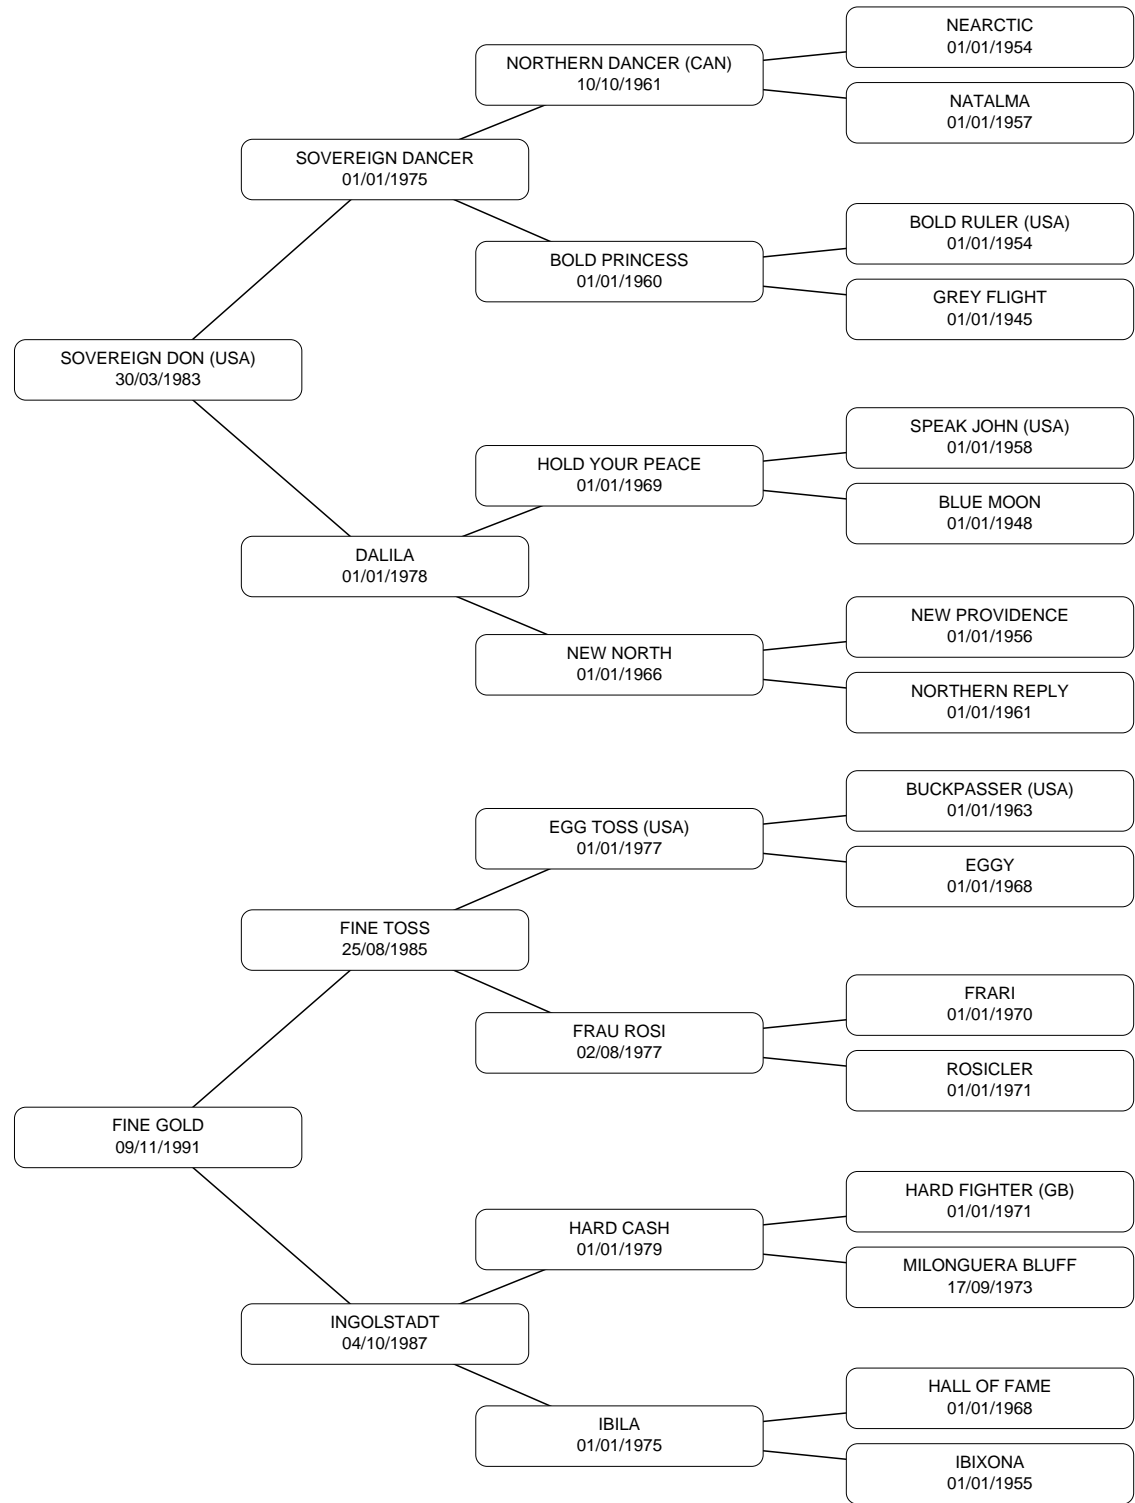 NEARCTIC
01/01/1954
NORTHERN DANCER (CAN)
10/10/1961
NATALMA
01/01/1957
SOVEREIGN DANCER
01/01/1975
BOLD RULER (USA)
01/01/1954
BOLD PRINCESS
01/01/1960
GREY FLIGHT
01/01/1945
SOVEREIGN DON (USA)
30/03/1983
SPEAK JOHN (USA)
01/01/1958
HOLD YOUR PEACE
01/01/1969
BLUE MOON
01/01/1948
DALILA
01/01/1978
NEW PROVIDENCE
01/01/1956
NEW NORTH
01/01/1966
NORTHERN REPLY
01/01/1961
BUCKPASSER (USA)
01/01/1963
EGG TOSS (USA)
01/01/1977
EGGY
01/01/1968
FINE TOSS
25/08/1985
FRARI
01/01/1970
FRAU ROSI
02/08/1977
ROSICLER
01/01/1971
FINE GOLD
09/11/1991
HARD FIGHTER (GB)
01/01/1971
HARD CASH
01/01/1979
MILONGUERA BLUFF
17/09/1973
INGOLSTADT
04/10/1987
HALL OF FAME
01/01/1968
IBILA
01/01/1975
IBIXONA
01/01/1955